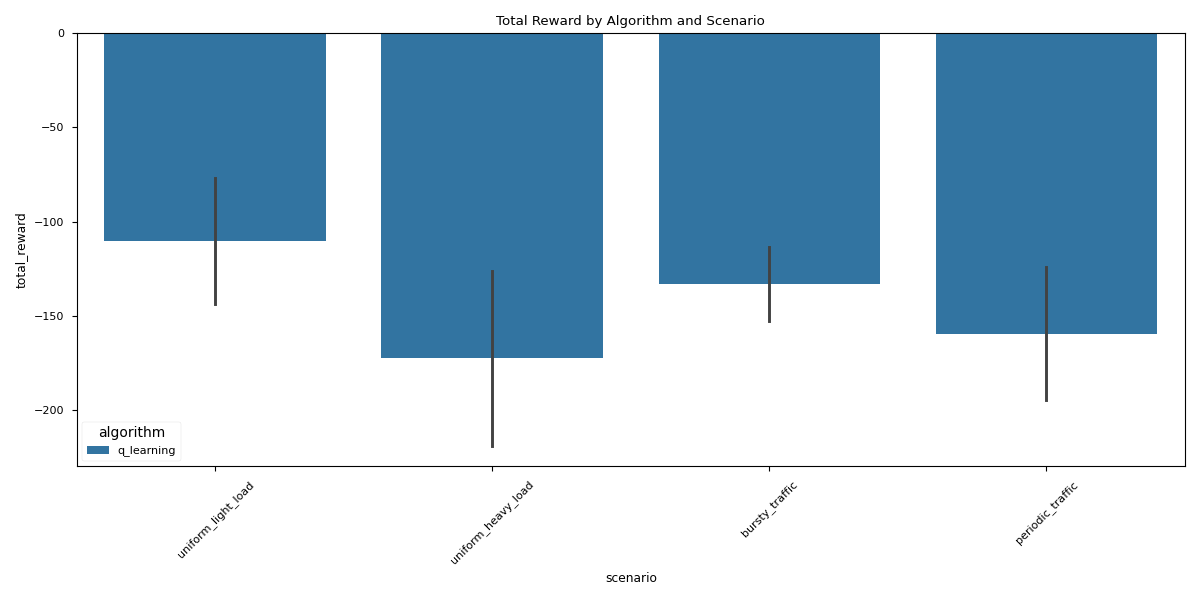 Total Reward by Algorithm and Scenario
total_reward
0
−50
−100
−150
−200
algorithm
q_learning
uniform_light_load
uniform_heavy_load
bursty_traffic
periodic_traffic
scenario